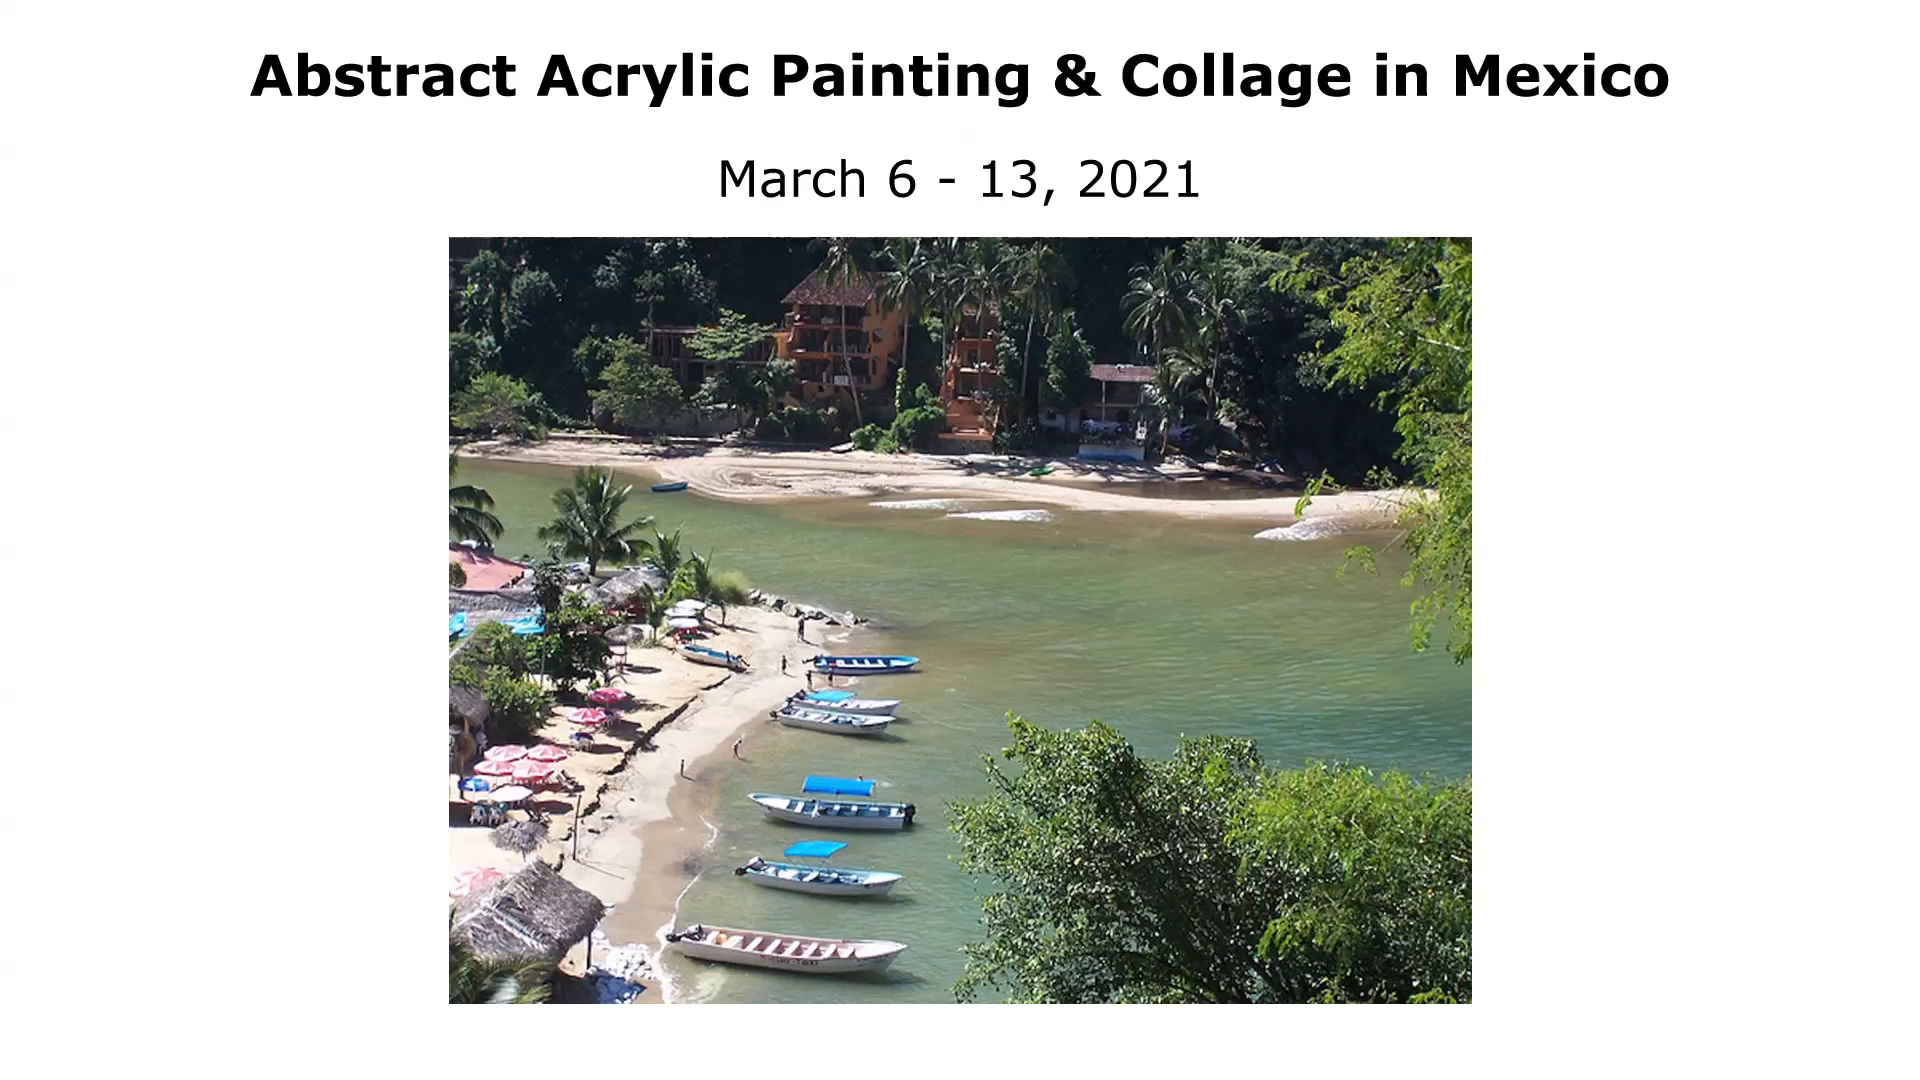 Abstract Acrylic Painting & Collage in Mexico
March 6 - 13, 2021